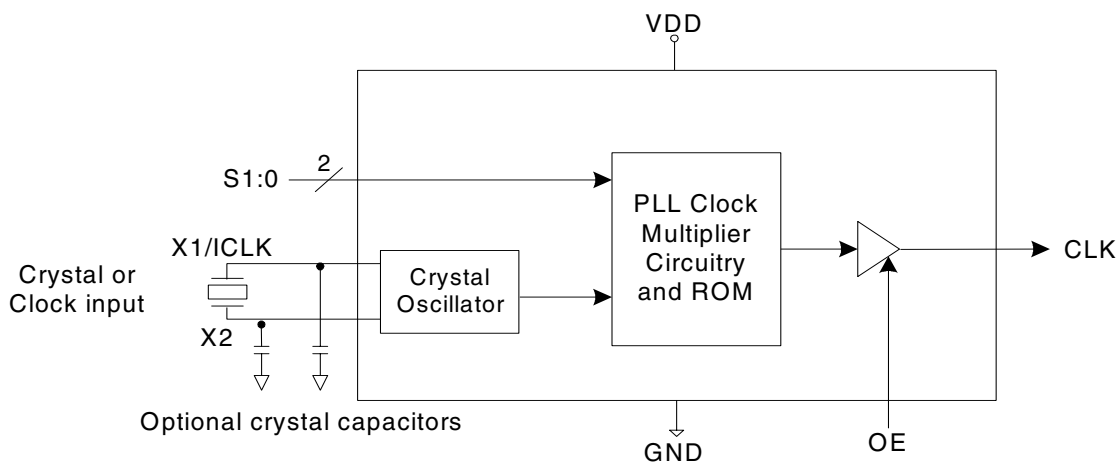 VDD
2
S1:0
PLL Clock
Multiplier
Circuitry
and ROM
X1/ICLK
CLK
Crystal or
Clock input
Crystal
Oscillator
X2
Optional crystal capacitors
GND
OE